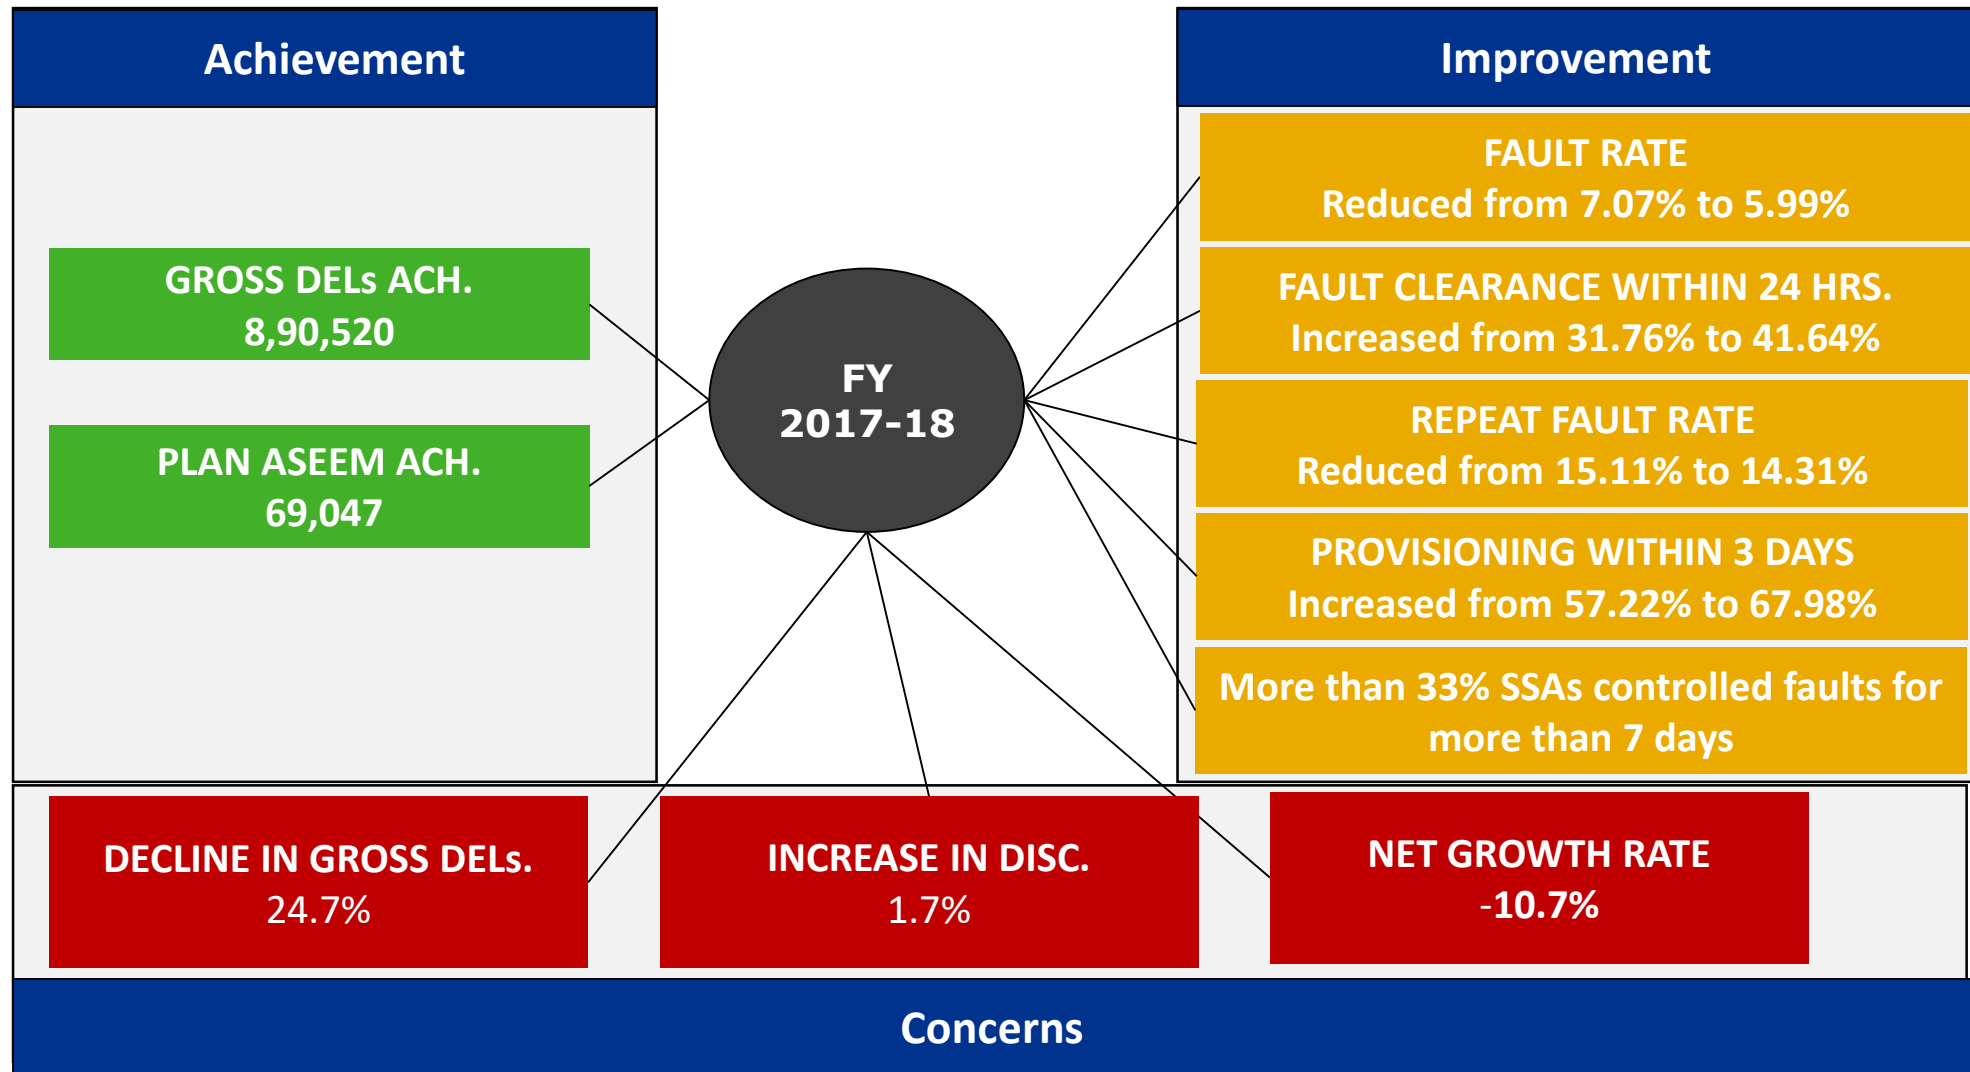 Achievement
GROSS DELs ACH.
8,90,520
PLAN ASEEM ACH.
69,047
FY
2017-18
Improvement
FAULT RATE
Reduced from 7.07% to 5.99%
FAULT CLEARANCE WITHIN 24 HRS.
Increased from 31.76% to 41.64%
REPEAT FAULT RATE
Reduced from 15.11% to 14.31%
PROVISIONING WITHIN 3 DAYS
Increased from 57.22% to 67.98%
More than 33% SSAs controlled faults for
more than 7 days
DECLINE IN GROSS DELs.
24.7%
INCREASE IN DISC.
1.7%
NET GROWTH RATE
-10.7%
Concerns